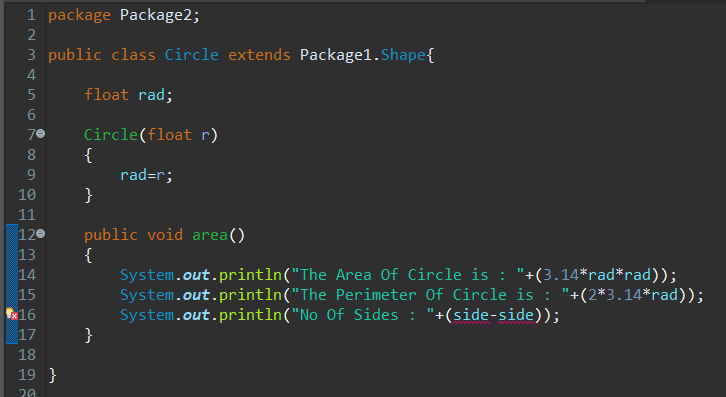 1 package Package2;
2
3 public class Circle extends Package1.Shape{
4
5 float rad;
6
7 Circle(float r)
8 {
9 rad=r;
10 }
11
12 public void area()
13 {
14 System.out.println("The Area Of Circle is : "+(3.14*rad*rad));
15 System.out.println("The Perimeter Of Circle is : "+(2*3.14*rad));
16 System.out.println("No Of Sides : "+(side-side));
17 }
18
19 }
20